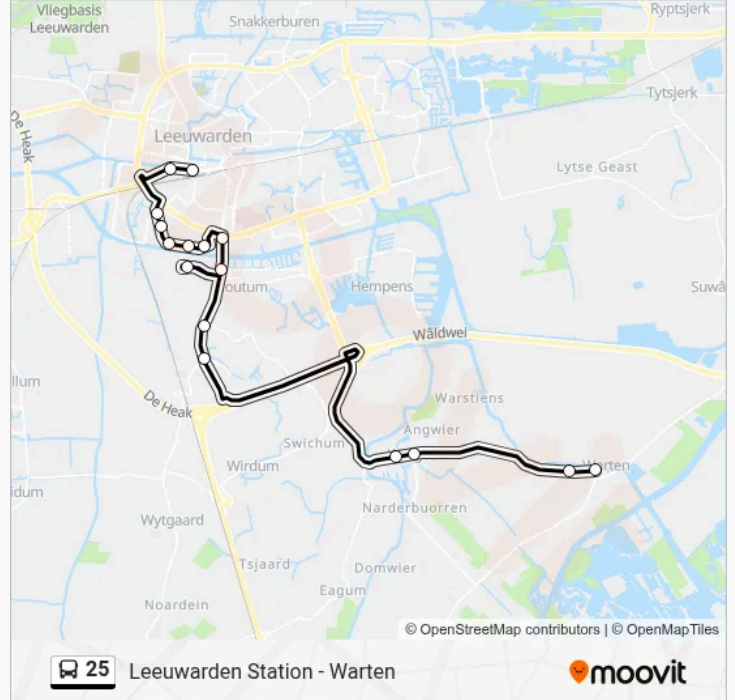 Vliegbasis
Leeuwarden
Snakkerburen
Ryptsjerk
Tytsjerk
De Heak
Leeuwarden
Lytse Geast
outum
Hempens
Suwâ
Wâldwei
llum
De Heak
Warstiens
Angwier
Swichum
Wirdum
Warten
idum
Wytgaard
Narderbuorren
Tsjaard
Domwier
Eagum
Noardein
© OpenStreetMap contributors | © OpenMapTiles
25 Leeuwarden Station - Warten
moovit